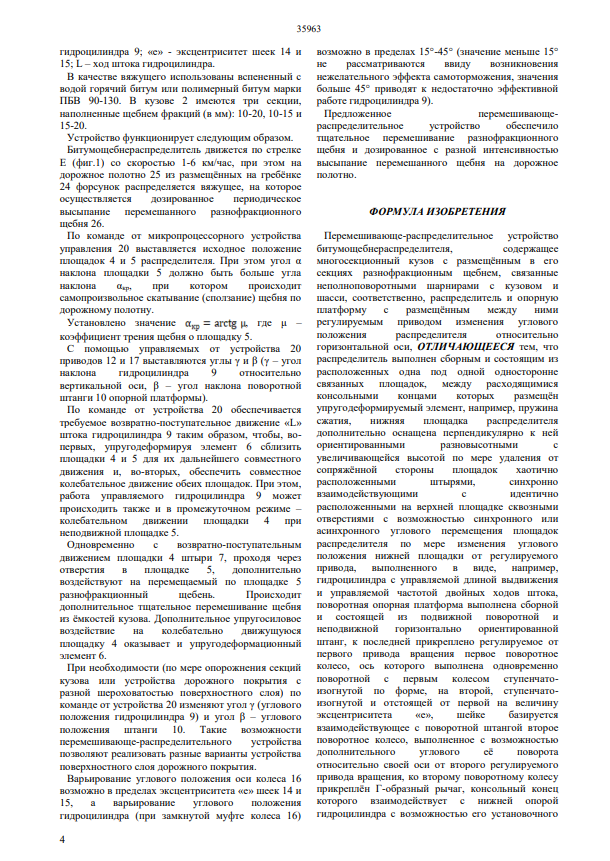 35963
гидроцилиндра 9; «е» - эксцентриситет шеек 14 и
15; L – ход штока гидроцилиндра.
В качестве вяжущего использованы вспененный с
водой горячий битум или полимерный битум марки
ПБВ 90-130. В кузове 2 имеются три секции,
наполненные щебнем фракций (в мм): 10-20, 10-15 и
15-20.
Устройство функционирует следующим образом.
Битумощебнераспределитель движется по стрелке
Е (фиг.1) со скоростью 1-6 км/час, при этом на
дорожное полотно 25 из размещённых на гребёнке
24 форсунок распределяется вяжущее, на которое
осуществляется дозированное периодическое
высыпание перемешанного разнофракционного
щебня 26.
По команде от микропроцессорного устройства
управления 20 выставляется исходное положение
площадок 4 и 5 распределителя. При этом угол α
наклона площадки 5 должно быть больше угла
наклона αкр, при котором происходит
самопроизвольное скатывание (сползание) щебня по
дорожному полотну.
Установлено значение αкр = arctg μ, где μ –
коэффициент трения щебня о площадку 5.
С помощью управляемых от устройства 20
приводов 12 и 17 выставляются углы γ и β (γ – угол
наклона гидроцилиндра 9 относительно
вертикальной оси, β – угол наклона поворотной
штанги 10 опорной платформы).
По команде от устройства 20 обеспечивается
требуемое возвратно-поступательное движение «L»
штока гидроцилиндра 9 таким образом, чтобы, во-
первых, упругодеформируя элемент 6 сблизить
площадки 4 и 5 для их дальнейшего совместного
движения и, во-вторых, обеспечить совместное
колебательное движение обеих площадок. При этом,
работа управляемого гидроцилиндра 9 может
происходить также и в промежуточном режиме –
колебательном движении площадки 4 при
неподвижной площадке 5.
Одновременно с возвратно-поступательным
движением площадки 4 штыри 7, проходя через
отверстия в площадке 5, дополнительно
воздействуют на перемещаемый по площадке 5
разнофракционный щебень. Происходит
дополнительное тщательное перемешивание щебня
из ёмкостей кузова. Дополнительное упругосиловое
воздействие на колебательно движущуюся
площадку 4 оказывает и упругодеформационный
элемент 6.
При необходимости (по мере опорожнения секций
кузова или устройства дорожного покрытия с
разной шероховатостью поверхностного слоя) по
команде от устройства 20 изменяют угол γ (углового
положения гидроцилиндра 9) и угол β – углового
положения штанги 10. Такие возможности
перемешивающе-распределительного устройства
позволяют реализовать разные варианты устройства
поверхностного слоя дорожного покрытия.
Варьирование углового положения оси колеса 16
возможно в пределах эксцентриситета «е» шеек 14 и
15, а варьирование углового положения
гидроцилиндра (при замкнутой муфте колеса 16)
возможно в пределах 15°-45° (значение меньше 15°
не рассматриваются ввиду возникновения
нежелательного эффекта самоторможения, значения
больше 45° приводят к недостаточно эффективной
работе гидроцилиндра 9).
Предложенное перемешивающе-
распределительное устройство обеспечило
тщательное перемешивание разнофракционного
щебня и дозированное с разной интенсивностью
высыпание перемешанного щебня на дорожное
полотно.
ФОРМУЛА ИЗОБРЕТЕНИЯ
Перемешивающе-распределительное устройство
битумощебнераспределителя, содержащее
многосекционный кузов с размещённым в его
секциях разнофракционным щебнем, связанные
неполноповоротными шарнирами с кузовом и
шасси, соответственно, распределитель и опорную
платформу с размещённым между ними
регулируемым приводом изменения углового
положения распределителя относительно
горизонтальной оси, ОТЛИЧАЮЩЕЕСЯ тем, что
распределитель выполнен сборным и состоящим из
расположенных одна под одной односторонне
связанных площадок, между расходящимися
консольными концами которых размещён
упругодеформируемый элемент, например, пружина
сжатия, нижняя площадка распределителя
дополнительно оснащена перпендикулярно к ней
ориентированными разновысотными с
увеличивающейся высотой по мере удаления от
сопряжённой стороны площадок хаотично
расположенными штырями, синхронно
взаимодействующими с идентично
расположенными на верхней площадке сквозными
отверстиями с возможностью синхронного или
асинхронного углового перемещения площадок
распределителя по мере изменения углового
положения нижней площадки от регулируемого
привода, выполненного в виде, например,
гидроцилиндра с управляемой длиной выдвижения
и управляемой частотой двойных ходов штока,
поворотная опорная платформа выполнена сборной
и состоящей из подвижной поворотной и
неподвижной горизонтально ориентированной
штанг, к последней прикреплено регулируемое от
первого привода вращения первое поворотное
колесо, ось которого выполнена одновременно
поворотной с первым колесом ступенчато-
изогнутой по форме, на второй, ступенчато-
изогнутой и отстоящей от первой на величину
эксцентриситета «е», шейке базируется
взаимодействующее с поворотной штангой второе
поворотное колесо, выполненное с возможностью
дополнительного углового её поворота
относительно своей оси от второго регулируемого
привода вращения, ко второму поворотному колесу
прикреплён Г-образный рычаг, консольный конец
которого взаимодействует с нижней опорой
гидроцилиндра с возможностью его установочного
4